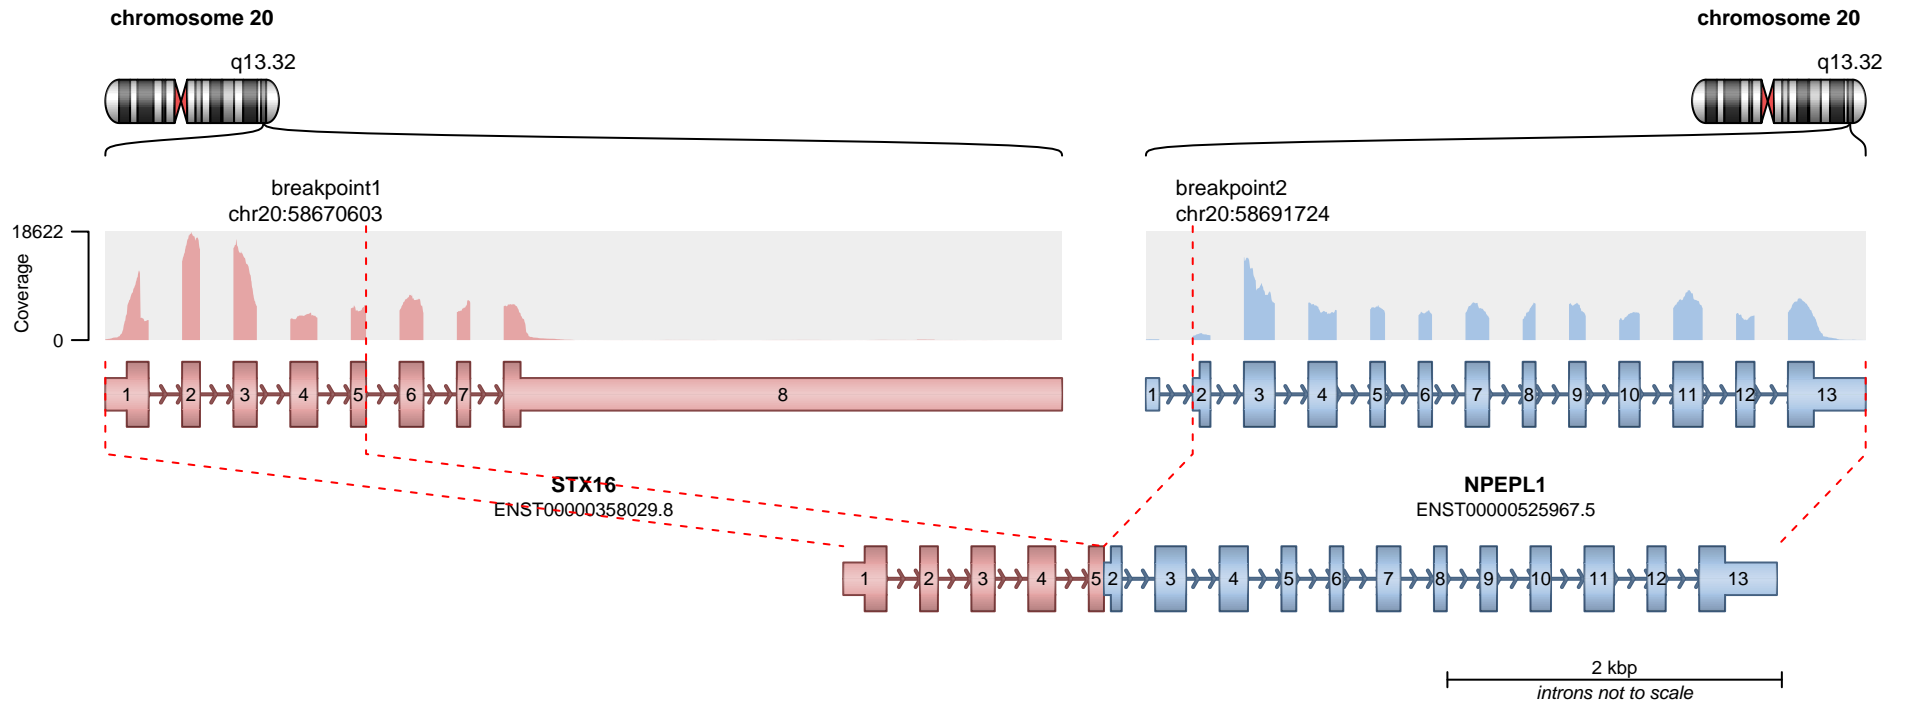 chromosome 20
chromosome 20
q13.32
q13.32
breakpoint1
chr20:58670603
breakpoint2
chr20:58691724
18622
Coverage
0
1 2 3 4 5 6 7 8
1 2 3 4 5 6 7 8 9 10 11 12 13
STX16
ENST00000358029.8
NPEPL1
ENST00000525967.5
1 2 3 4 5 2 3 4 5 6 7 8 9 10 11 12 13
2 kbp
introns not to scale